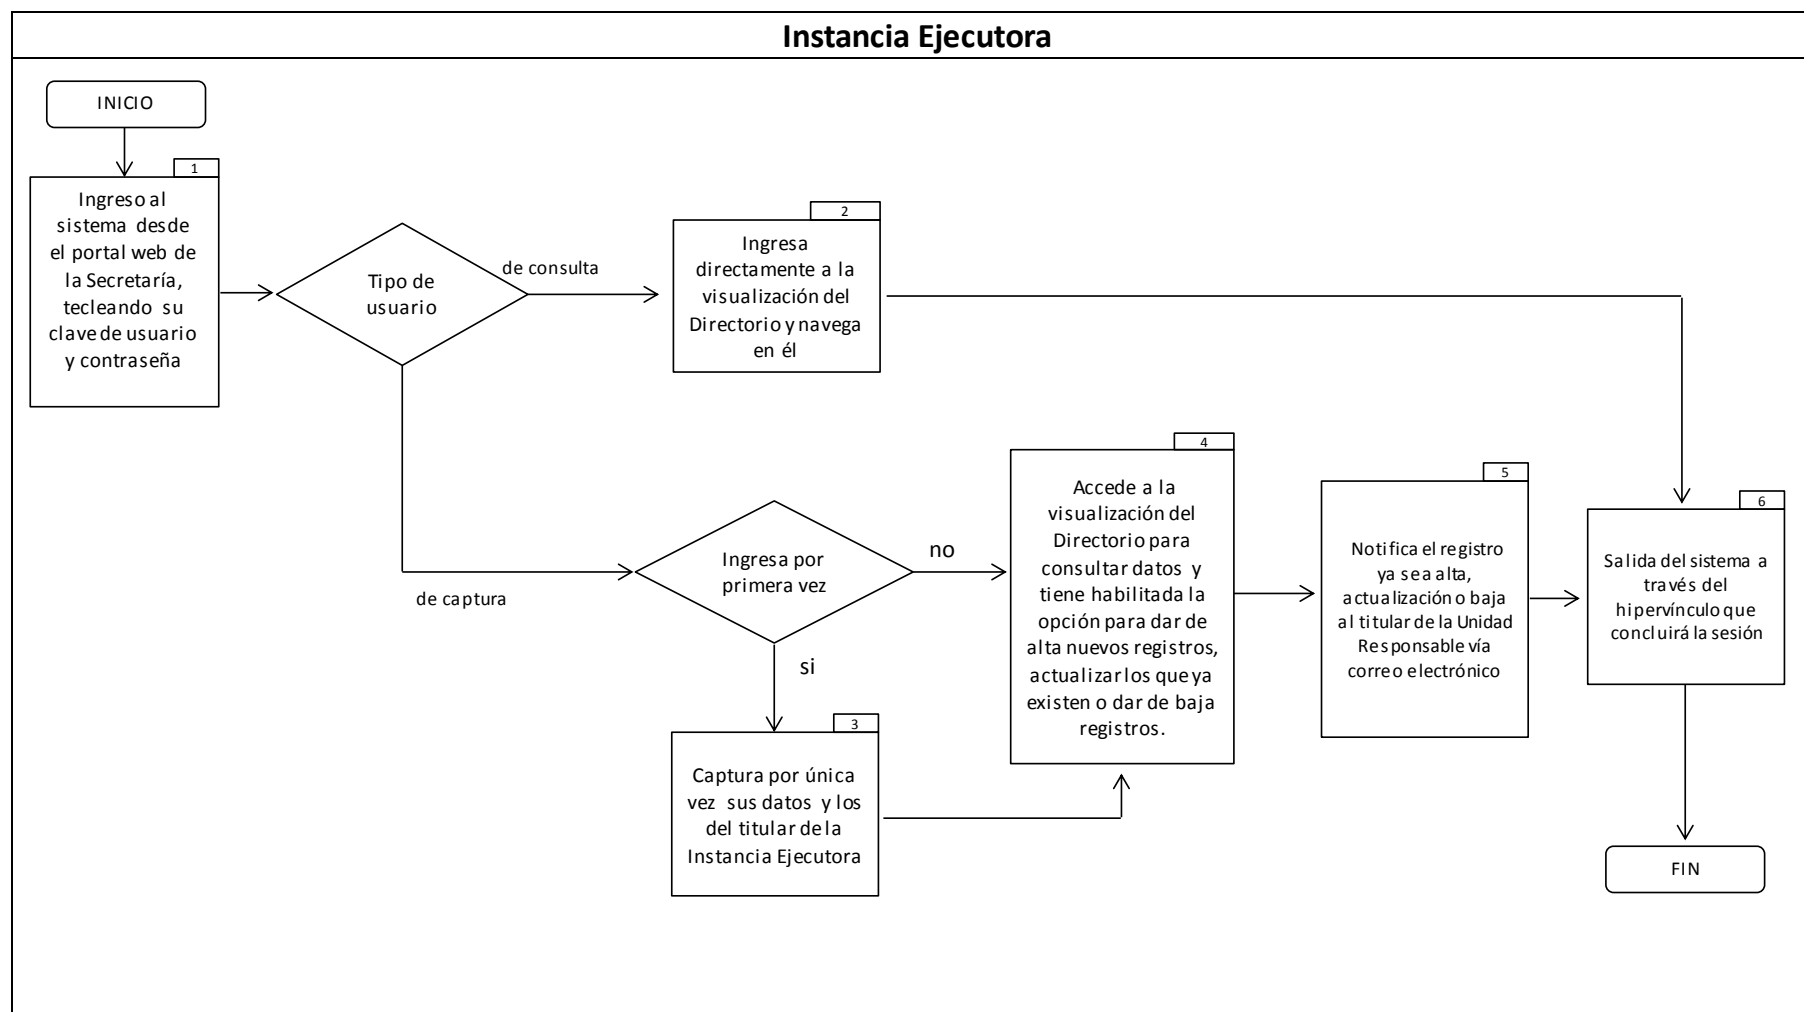 Instancia Ejecutora
INICIO
1
Ingreso al
sistema desde
el portal web de
la Secretaría,
tecleando su
clave de usuario
y contraseña
Tipo de
usuario
de consulta
2
Ingresa
directamente a la
visualización del
Directorio y navega
en él
de captura
Ingresa por
primera vez
no
si
3
Captura por única
vez sus datos y los
del titular de la
Instancia Ejecutora
4
Accede a la
visualización del
Directorio para
consultar datos y
tiene habilitada la
opción para dar de
alta nuevos registros,
actualizar los que ya
existen o dar de baja
registros.
5
Notifica el registro
ya sea alta,
actualización o baja
al titular de la Unidad
Responsable vía
correo electrónico
6
Salida del sistema a
través del
hipervínculo que
concluirá la sesión
FIN